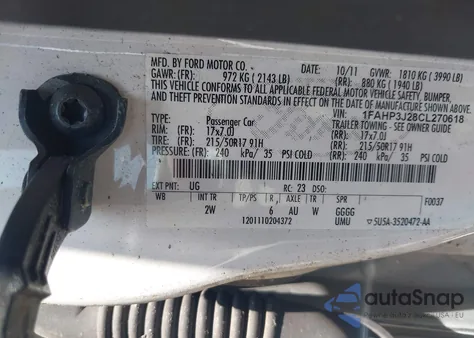 MFD. BY FORD MOTOR CO. - 10/11 GVWR: 1810 KG ( 3990 LB)
GAWR: (FR): 972 KG ( 2143 LB) (RR): 880 KG ( 1940 LB)
THIS VEHICLE CONFORMS TO ALL APPLICABLE FEDERAL MOTOR VEHICLE SAFETY, BUMPER,
AND THEFT PREVENTION STANDARDS IN EFFECT ON THE DATE OF MANUFACTURE SHOWN ABOVE.
VIN: 1FAHP3J28CL270618
TYPE: Passenger Car TRAILER TOWING - SEE OWNER GUIDE
RIM: (FR) 17x7.0J (RR) 17x7.0J
TIRE: (FR) 215/50R17 91H (RR) 215/50R17 91H
PRESSURE: (FR) 240 kPa/ 35 PSI COLD (RR) 240 kPa/ 35 PSI COLD
EXT PNT: UG RC: 23 DSO: F0037
WB INT TR TP/PS R AXLE TR SPR
2W 6 AU W GGGG
1201110204372 UMU 5U5A-3520472-AA
autoSnap